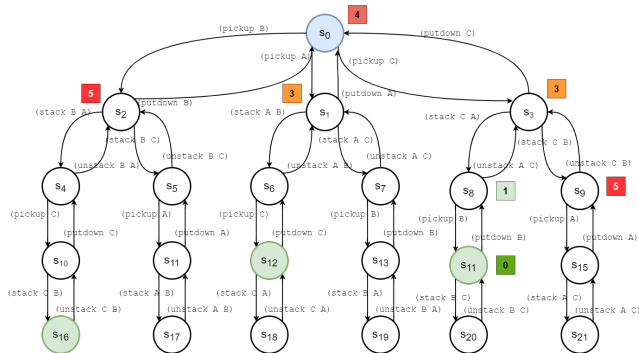 4
s0
(pickup B)
(putdown C)
(pickup A)
(pickup C)
5
3
3
(putdown B)
(putdown A)
s2
s1
s3
(stack B A)
(stack A B)
(stack C A)
(stack B C)
(stack A C)
(stack C B)
(unstack B A)
(unstack B C)
(unstack A B)
(unstack A C)
(unstack A C)
(unstack C B)
s4
s5
s6
s7
s8
1
s9
5
(pickup C)
(pickup A)
(pickup C)
(pickup B)
(pickup B)
(pickup A)
(putdown C)
(putdown A)
(putdown C)
(putdown B)
(putdown B)
(putdown A)
s10
s11
s12
s13
s11
0
s15
(stack C B)
(stack A B)
(stack C A)
(stack B A)
(stack B C)
(stack A C)
(unstack C B)
(unstack A B)
(unstack C A)
(unstack B A)
(unstack B C)
(unstack A C)
s16
s17
s18
s19
s20
s21